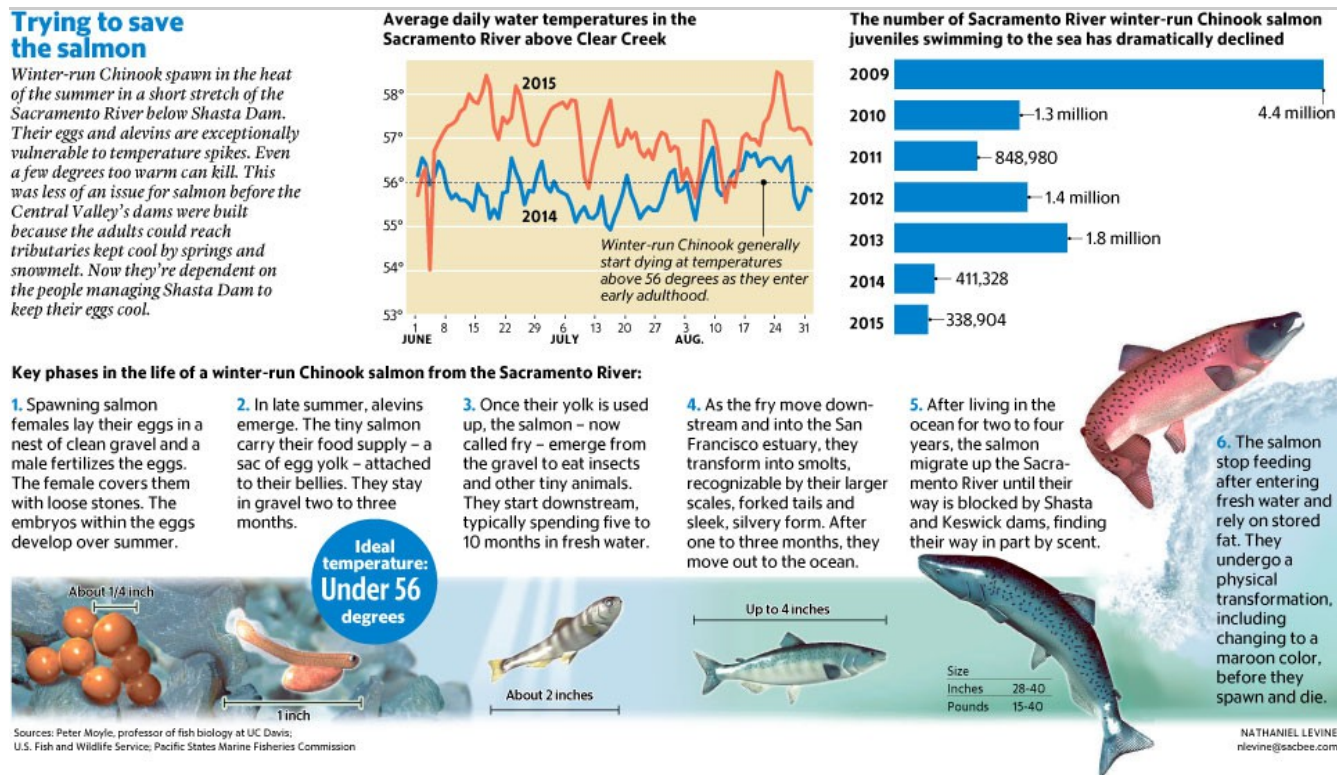 Trying to save
the salmon
Winter-run Chinook spawn in the heat
of the summer in a short stretch of the
Sacramento River below Shasta Dam.
Their eggs and alevins are exceptionally
vulnerable to temperature spikes. Even
a few degrees too warm can kill. This
was less of an issue for salmon before the
Central Valley's dams were built
because the adults could reach
tributaries kept cool by springs and
snowmelt. Now they're dependent on
the people managing Shasta Dam to
keep their eggs cool.
Average daily water temperatures in the
Sacramento River above Clear Creek
2015
58°
57°
56°
2014
55°
54°
53°
Winter-run Chinook generally
start dying at temperatures
above 56 degrees as they enter
early adulthood.
1 8 15 22 29 6 13 20 27 3 10 17 24 31
JUNE JULY AUG.
The number of Sacramento River winter-run Chinook salmon
juveniles swimming to the sea has dramatically declined
2009 4.4 million
2010 1.3 million
2011 848,980
2012 1.4 million
2013 1.8 million
2014 411,328
2015 338,904
Key phases in the life of a winter-run Chinook salmon from the Sacramento River:
1. Spawning salmon
females lay their eggs in a
nest of clean gravel and a
male fertilizes the eggs.
The female covers them
with loose stones. The
embryos within the eggs
develop over summer.
2. In late summer, alevins
emerge. The tiny salmon
carry their food supply – a
sac of egg yolk – attached
to their bellies. They stay
in gravel two to three
months.
Ideal
temperature:
Under 56
degrees
3. Once their yolk is used
up, the salmon – now
called fry – emerge from
the gravel to eat insects
and other tiny animals.
They start downstream,
typically spending five to
10 months in fresh water.
4. As the fry move down-
stream and into the San
Francisco estuary, they
transform into smolts,
recognizable by their larger
scales, forked tails and
sleek, silvery form. After
one to three months, they
move out to the ocean.
5. After living in the
ocean for two to four
years, the salmon
migrate up the Sacra-
mento River until their
way is blocked by Shasta
and Keswick dams, finding
their way in part by scent.
6. The salmon
stop feeding
after entering
fresh water and
rely on stored
fat. They
undergo a
physical
transformation,
including
changing to a
maroon color,
before they
spawn and die.
About 1/4 inch
1 inch
About 2 inches
Up to 4 inches
Size
Inches 28-40
Pounds 15-40
Sources: Peter Moyle, professor of fish biology at UC Davis;
U.S. Fish and Wildlife Service; Pacific States Marine Fisheries Commission
NATHANIEL LEVINE
nlevine@sacbee.com